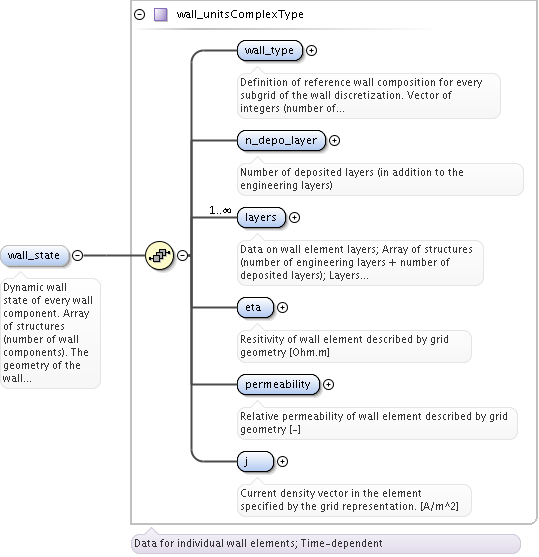 wall_unitsComplexType
wall_type
Definition of reference wall composition for every
subgrid of the wall discretization. Vector of
integers (number of...
n_depo_layer
Number of deposited layers (in addition to the
engineering layers)
1..∞
layers
Data on wall element layers; Array of structures
(number of engineering layers + number of
deposited layers); Layers...
wall_state
Dynamic wall
state of every wall
component. Array
of structures
(number of wall
components). The
geometry of the
wall...
eta
Resitivity of wall element described by grid
geometry [Ohm.m]
permeability
Relative permeability of wall element described by grid
geometry [-]
j
Current density vector in the element
specified by the grid representation. [A/m^2]
Data for individual wall elements; Time-dependent